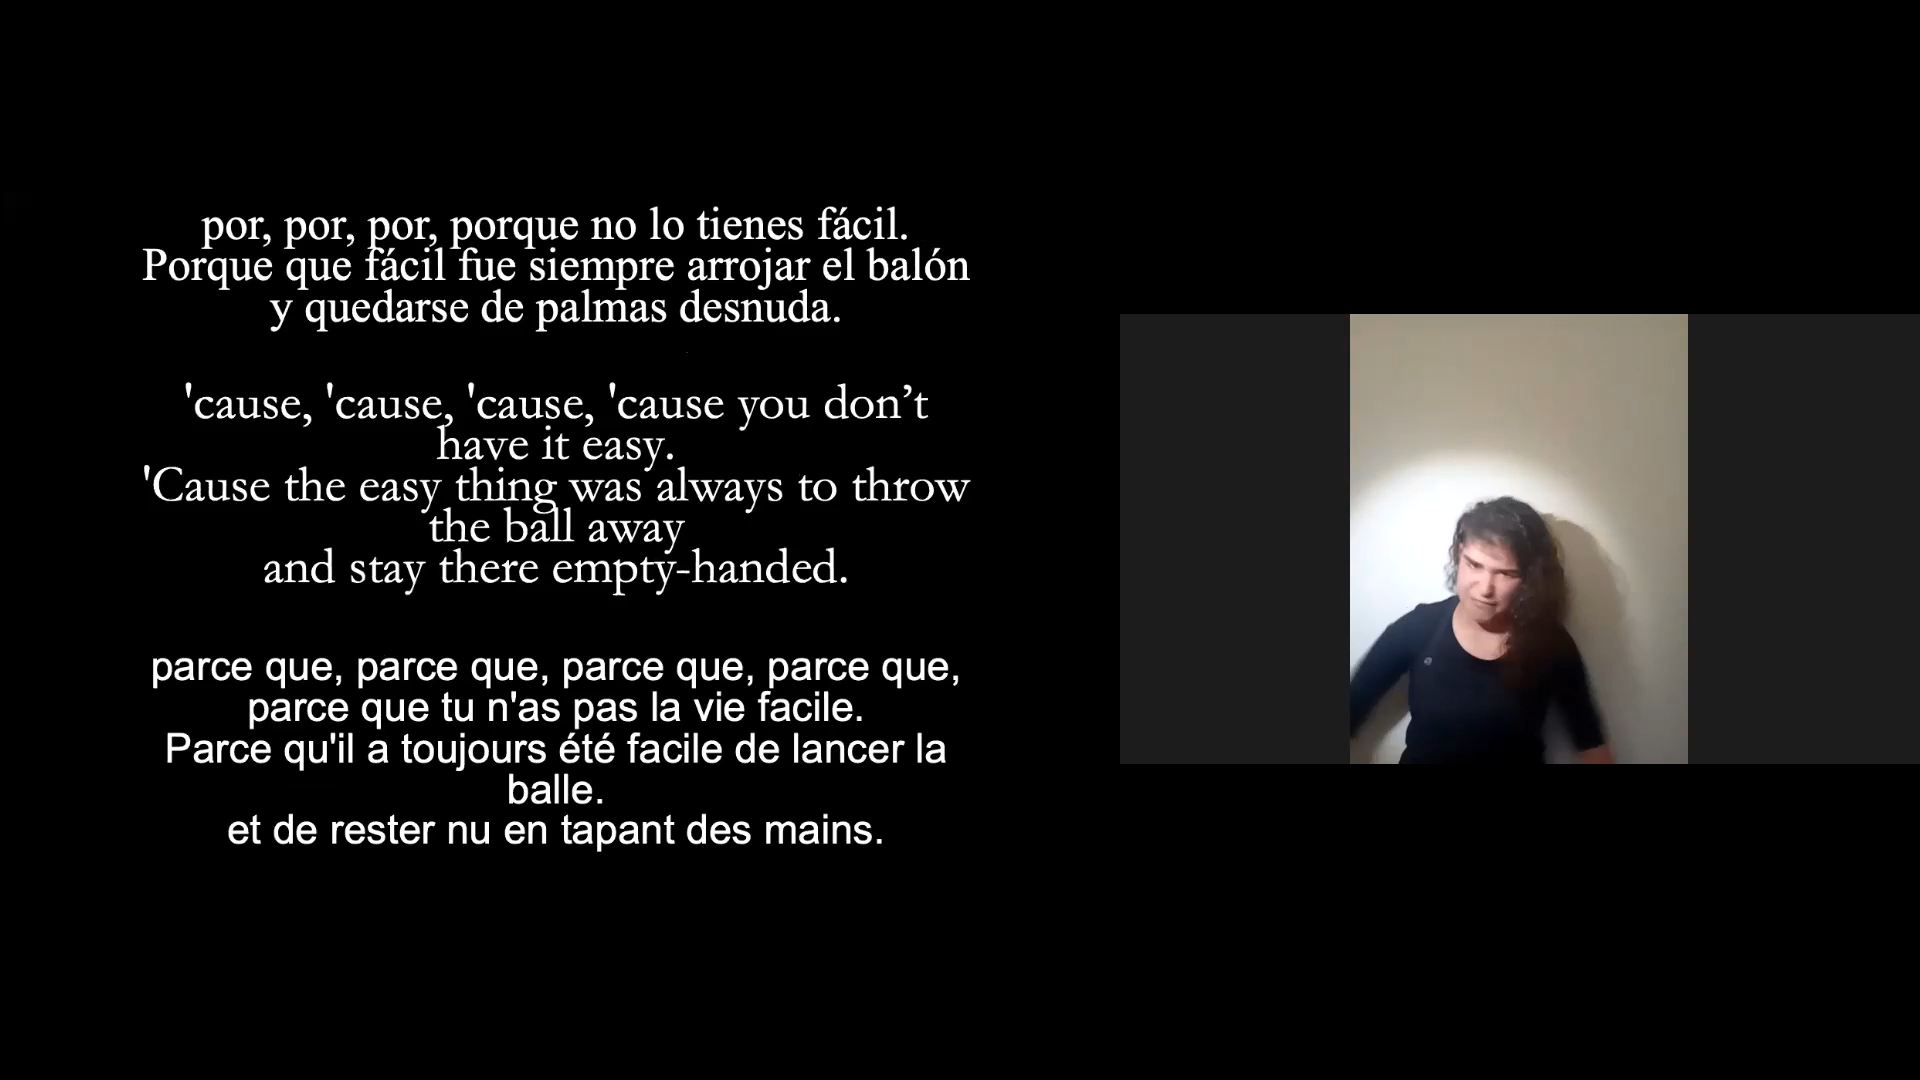 por, por, por, porque no lo tienes fácil.
Porque que fácil fue siempre arrojar el balón
y quedarse de palmas desnuda.
'cause, 'cause, 'cause, 'cause you don’t
have it easy.
'Cause the easy thing was always to throw
the ball away
and stay there empty-handed.
parce que, parce que, parce que, parce que,
parce que tu n'as pas la vie facile.
Parce qu'il a toujours été facile de lancer la
balle.
et de rester nu en tapant des mains.